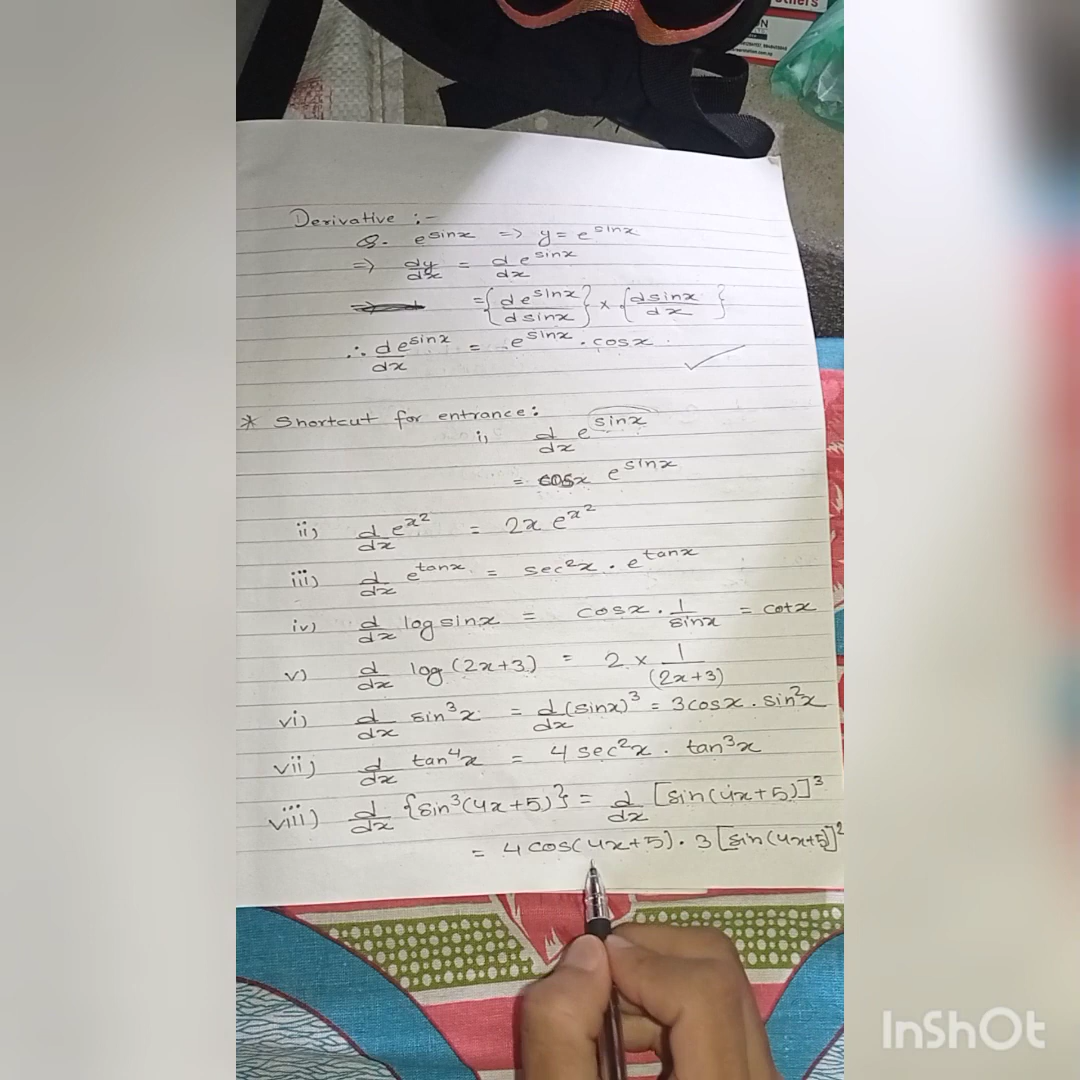 others
N
Derivative :-
Q. e^sinx => y = e^sinx
=> dy/dx = d/dx e^sinx
= {d e^sinx / d sinx} × {d sinx / dx}
∴ d/dx e^sinx = e^sinx . cosx
* Shortcut for entrance:
i) d/dx e^sinx
= cosx e^sinx
ii) d/dx e^x² = 2x e^x²
iii) d/dx e^tanx = sec²x . e^tanx
iv) d/dx log sinx = cosx . 1/sinx = cotx
v) d/dx log (2x+3) = 2 × 1/(2x+3)
vi) d/dx sin³x = d/dx (sinx)³ = 3cosx . sin²x
vii) d/dx tan⁴x = 4 sec²x . tan³x
viii) d/dx {sin³(4x+5)} = d/dx [sin(4x+5)]³
= 4 cos(4x+5) . 3 [sin(4x+5)]²
InShOt